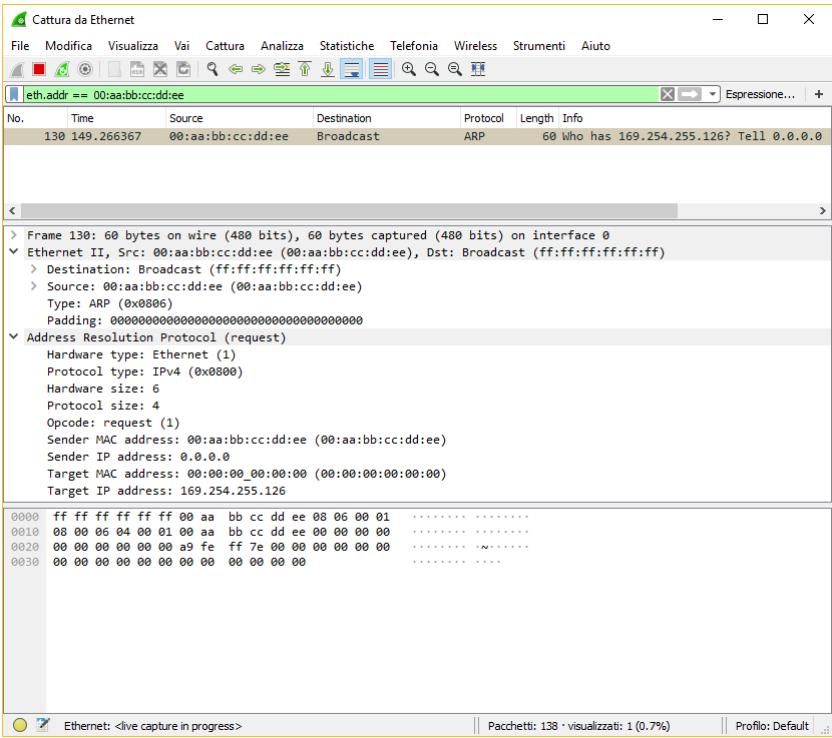 Cattura da Ethernet
File Modifica Visualizza Vai Cattura Analizza Statistiche Telefonia Wireless Strumenti Aiuto
eth.addr == 00:aa:bb:cc:dd:ee Espressione... +
No. Time Source Destination Protocol Length Info
130 149.266367 00:aa:bb:cc:dd:ee Broadcast ARP 60 Who has 169.254.255.126? Tell 0.0.0.0
Frame 130: 60 bytes on wire (480 bits), 60 bytes captured (480 bits) on interface 0
Ethernet II, Src: 00:aa:bb:cc:dd:ee (00:aa:bb:cc:dd:ee), Dst: Broadcast (ff:ff:ff:ff:ff:ff)
Destination: Broadcast (ff:ff:ff:ff:ff:ff)
Source: 00:aa:bb:cc:dd:ee (00:aa:bb:cc:dd:ee)
Type: ARP (0x0806)
Padding: 000000000000000000000000000000000000
Address Resolution Protocol (request)
Hardware type: Ethernet (1)
Protocol type: IPv4 (0x0800)
Hardware size: 6
Protocol size: 4
Opcode: request (1)
Sender MAC address: 00:aa:bb:cc:dd:ee (00:aa:bb:cc:dd:ee)
Sender IP address: 0.0.0.0
Target MAC address: 00:00:00_00:00:00 (00:00:00:00:00:00)
Target IP address: 169.254.255.126
0000 ff ff ff ff ff ff 00 aa bb cc dd ee 08 06 00 01 ········ ········
0010 08 00 06 04 00 01 00 aa bb cc dd ee 00 00 00 00 ········ ········
0020 00 00 00 00 00 00 a9 fe ff 7e 00 00 00 00 00 00 ········ ·~······
0030 00 00 00 00 00 00 00 00 00 00 00 00 ········ ····
Ethernet: <live capture in progress> Pacchetti: 138 · visualizzati: 1 (0.7%) Profilo: Default